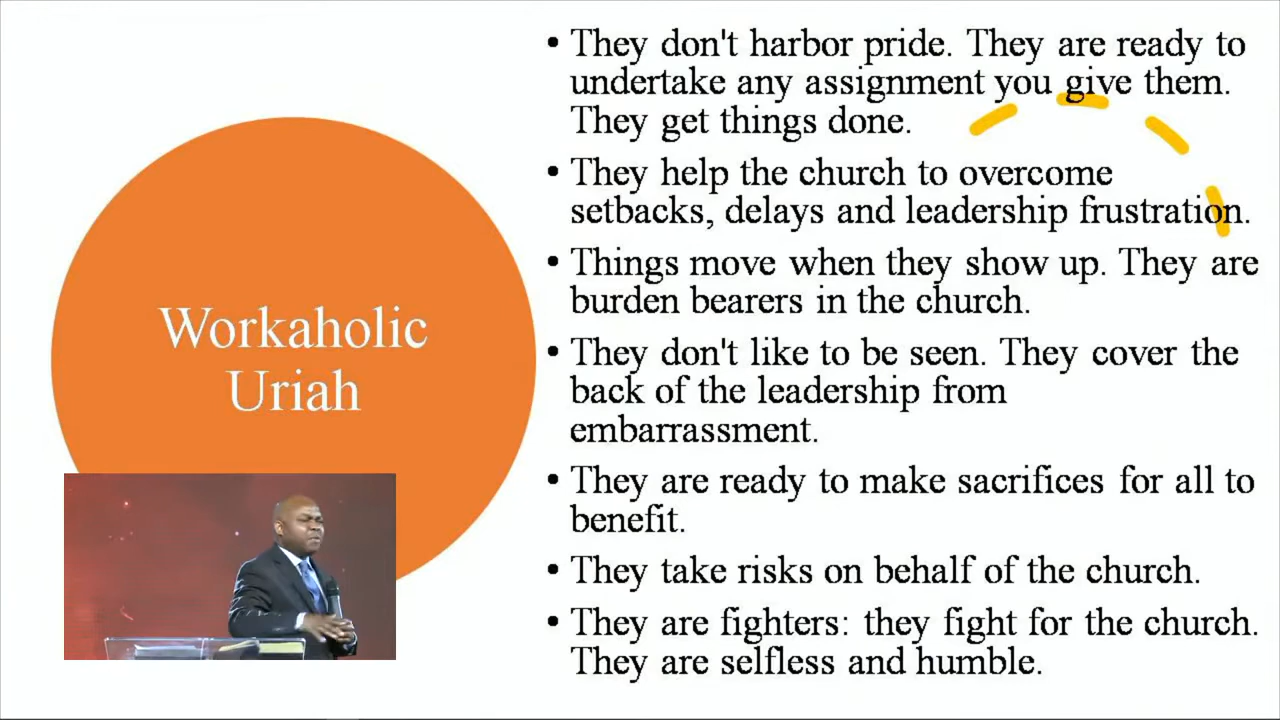 Workaholic
Uriah
• They don't harbor pride. They are ready to
undertake any assignment you give them.
They get things done.
• They help the church to overcome
setbacks, delays and leadership frustration.
• Things move when they show up. They are
burden bearers in the church.
• They don't like to be seen. They cover the
back of the leadership from
embarrassment.
• They are ready to make sacrifices for all to
benefit.
• They take risks on behalf of the church.
• They are fighters: they fight for the church.
They are selfless and humble.